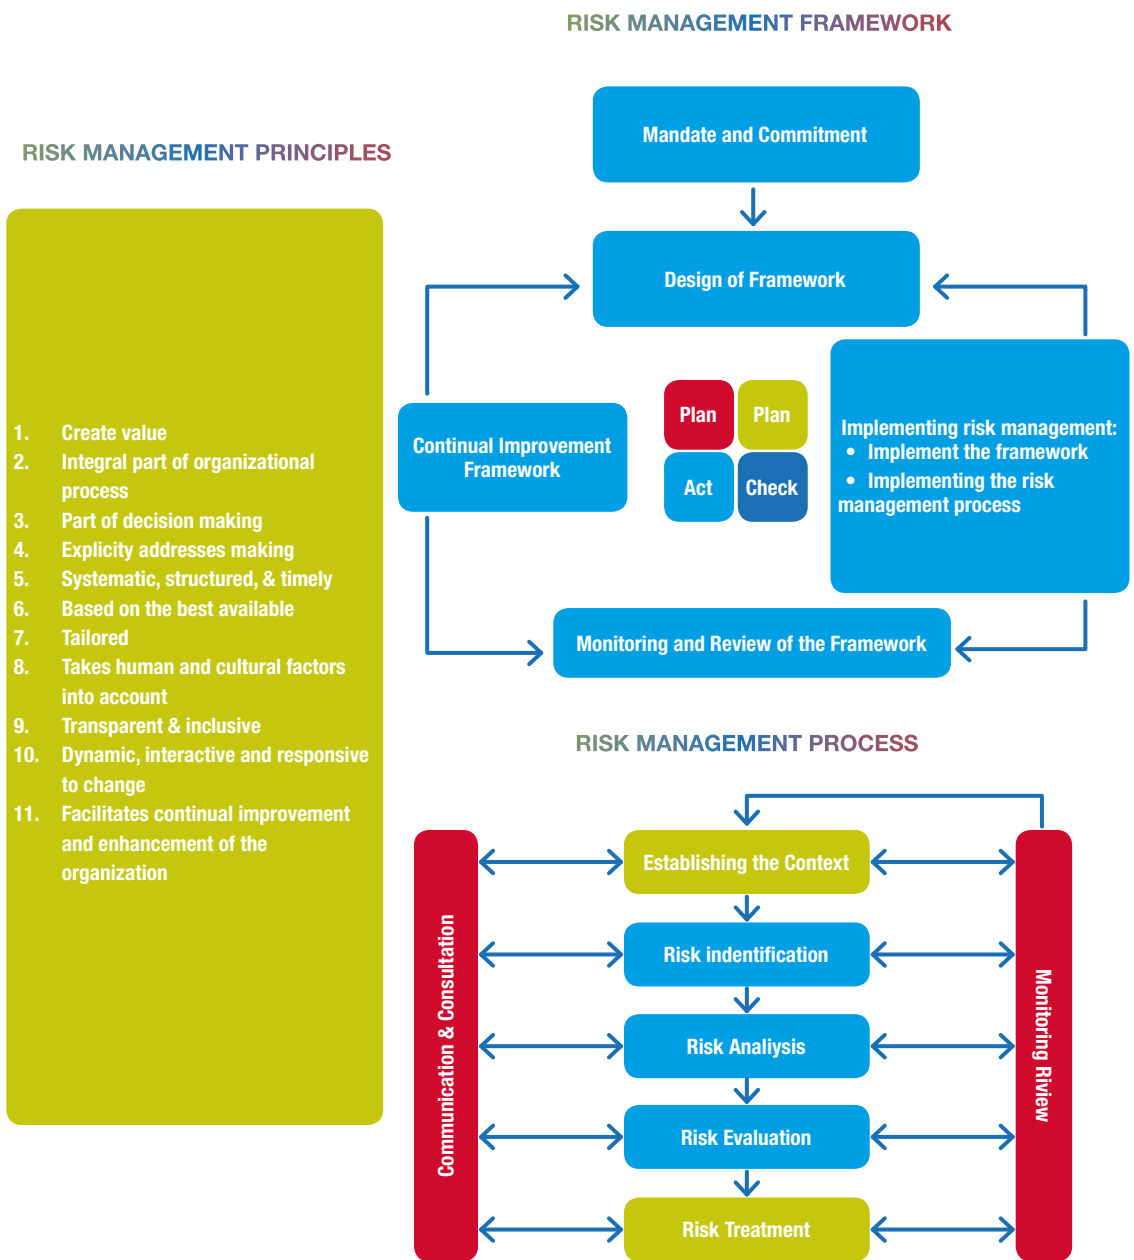 RISK MANAGEMENT FRAMEWORK
Mandate and Commitment
RISK MANAGEMENT PRINCIPLES
1. Create value
2. Integral part of organizational
process
3. Part of decision making
4. Explicity addresses making
5. Systematic, structured, & timely
6. Based on the best available
7. Tailored
8. Takes human and cultural factors
into account
9. Transparent & inclusive
10. Dynamic, interactive and responsive
to change
11. Facilitates continual improvement
and enhancement of the
organization
Design of Framework
Continual Improvement
Framework
Plan
Plan
Act
Check
Implementing risk management:
• Implement the framework
• Implementing the risk
management process
Monitoring and Review of the Framework
RISK MANAGEMENT PROCESS
Communication & Consultation
Establishing the Context
Risk indentification
Risk Analiysis
Risk Evaluation
Risk Treatment
Monitoring Riview